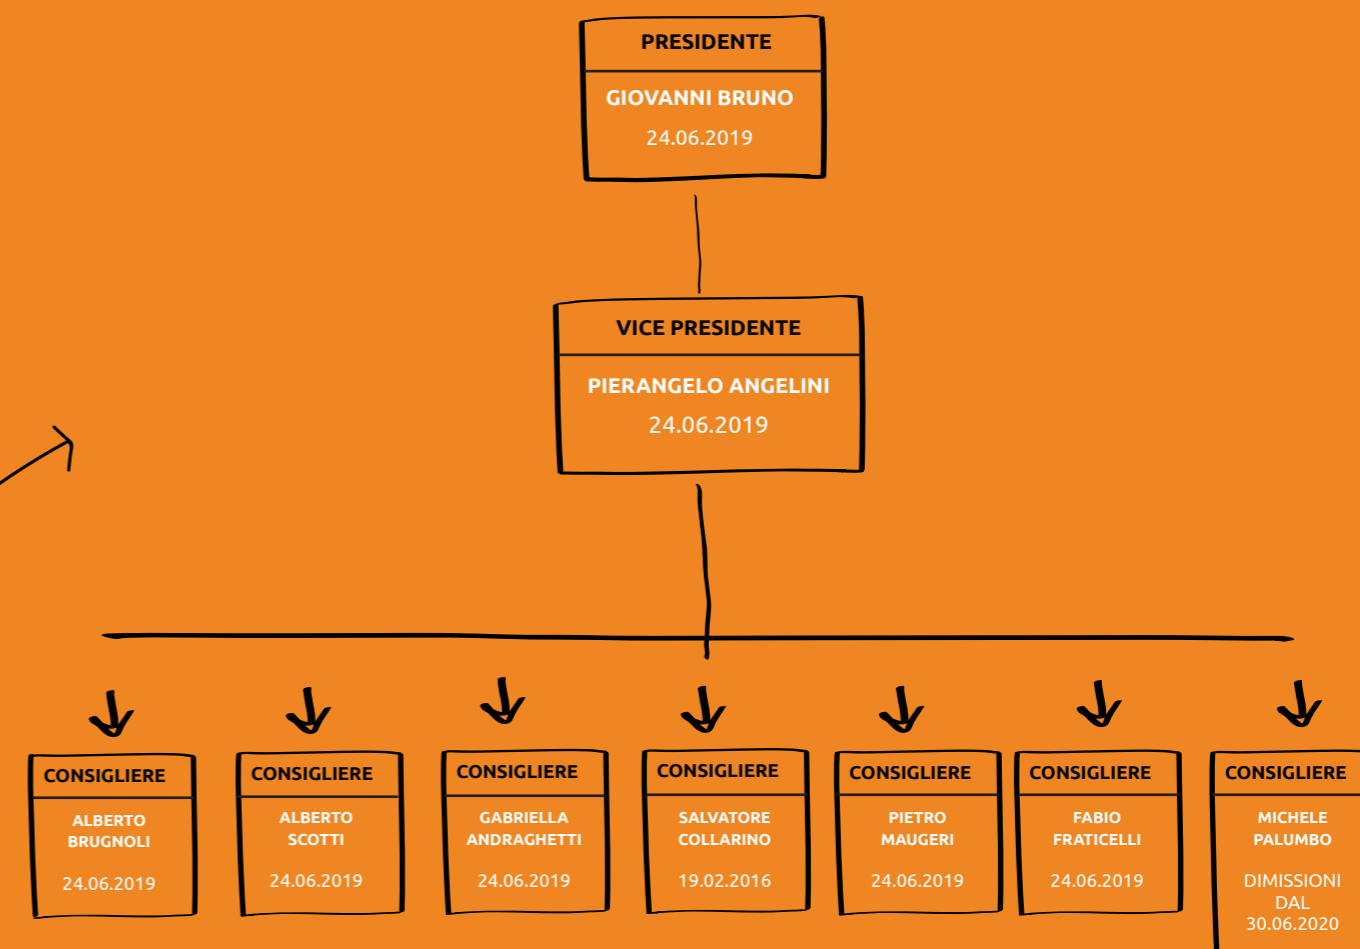 PRESIDENTE
GIOVANNI BRUNO
24.06.2019
VICE PRESIDENTE
PIERANGELO ANGELINI
24.06.2019
CONSIGLIERE
ALBERTO
BRUGNOLI
24.06.2019
CONSIGLIERE
ALBERTO
SCOTTI
24.06.2019
CONSIGLIERE
GABRIELLA
ANDRAGHETTI
24.06.2019
CONSIGLIERE
SALVATORE
COLLARINO
19.02.2016
CONSIGLIERE
PIETRO
MAUGERI
24.06.2019
CONSIGLIERE
FABIO
FRATICELLI
24.06.2019
CONSIGLIERE
MICHELE
PALUMBO
DIMISSIONI
DAL
30.06.2020